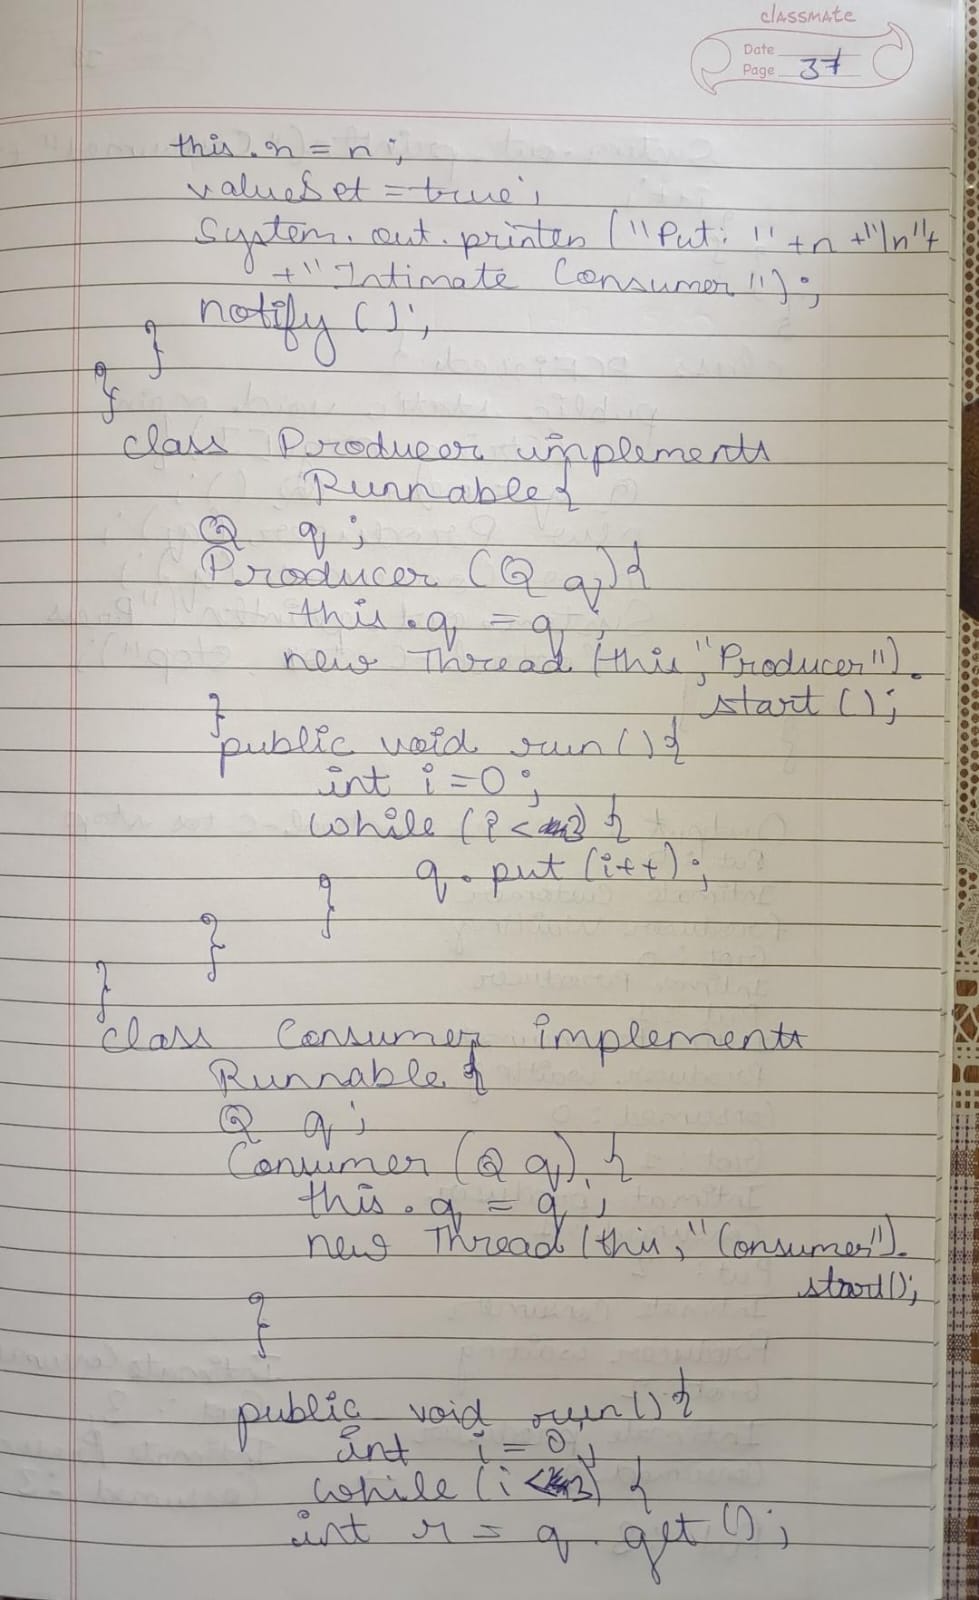 classmate
Date
Page 37
this.n = n;
valueSet = true;
System.out.println ("Put: " +n +"\n"+
+" Intimate Consumer ");
notify ();
}
}
class Producer implements
Runnable{
Q q;
Producer (Q q){
this.q = q;
new Thread (this, "Producer").
start ();
}
public void run() {
int i=0;
while (i<3) {
q.put (i++);
}
}
}
class Consumer implements
Runnable {
Q q;
Consumer (Q q) {
this.q = q;
new Thread (this, "Consumer").
start();
}
public void run() {
int i=0;
while (i<3) {
int r = q.get ();